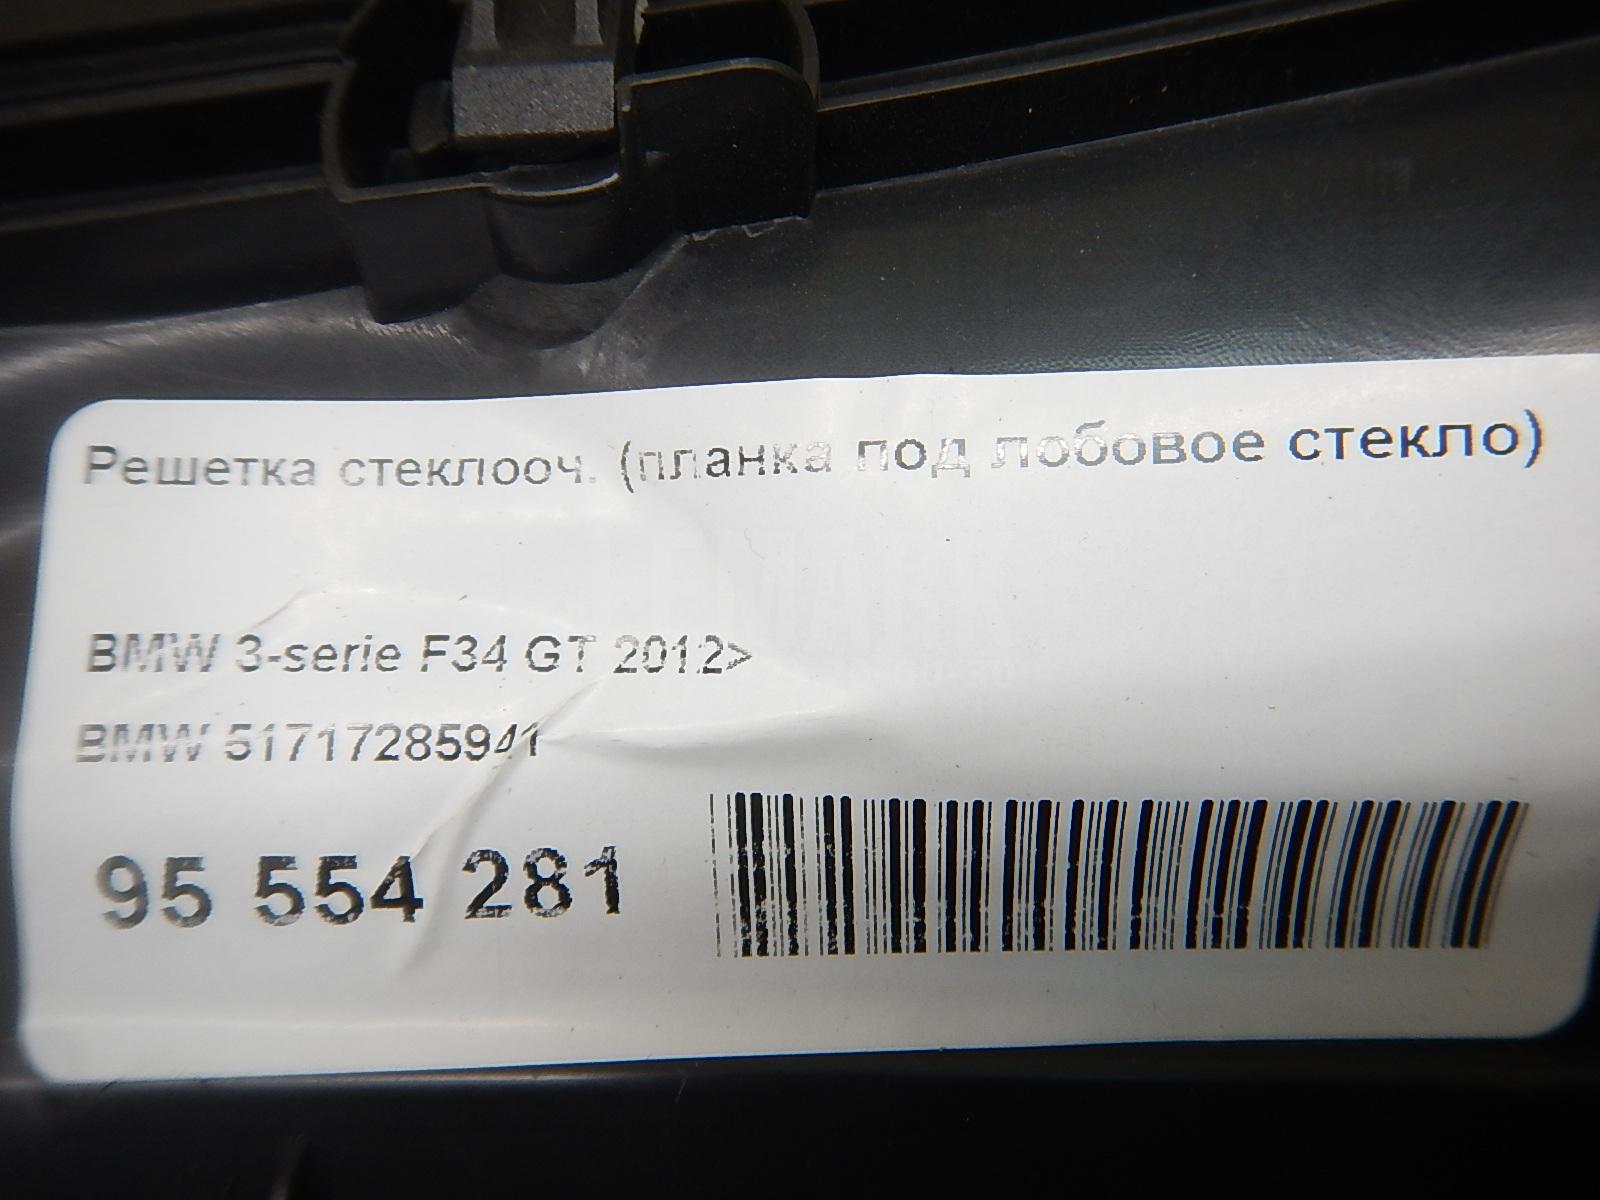 Решетка стеклооч. (планка под лобовое стекло)
BMW 3-serie F34 GT 2012>
BMW 51717285941
95 554 281